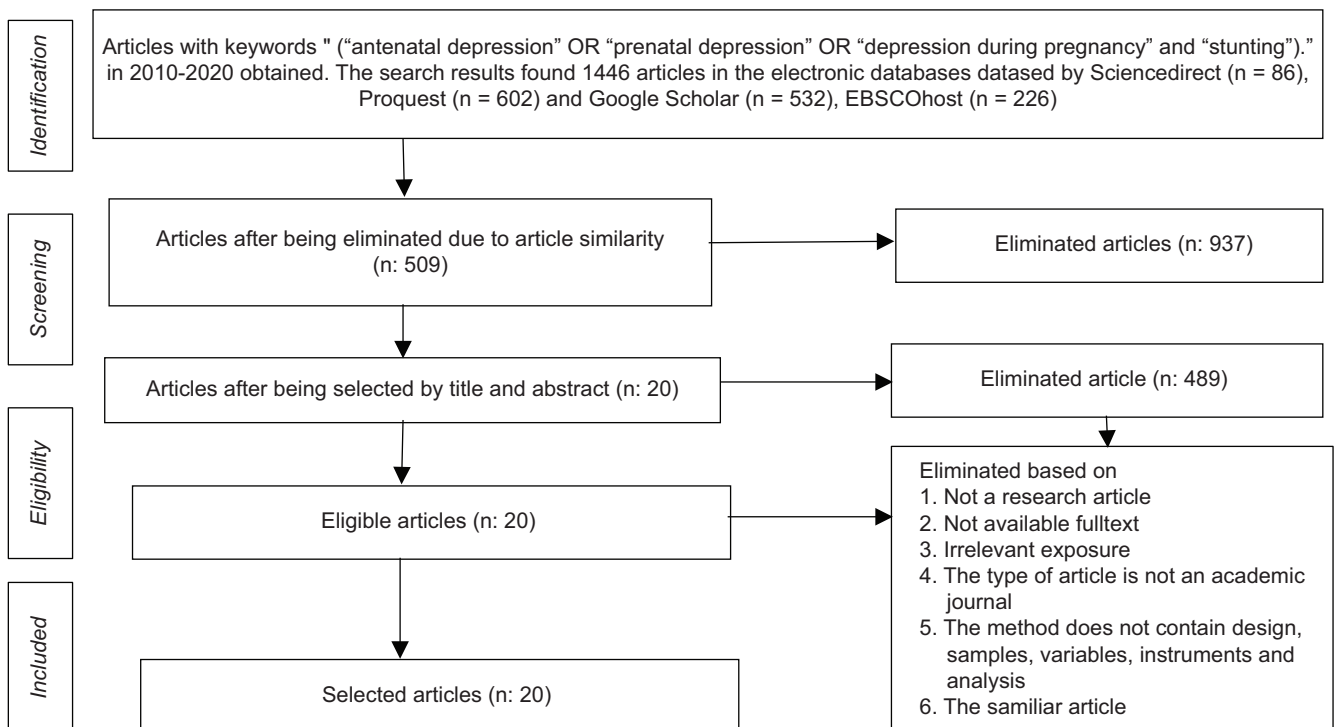 Identification
Articles with keywords " (“antenatal depression” OR “prenatal depression” OR “depression during pregnancy” and “stunting”).”
in 2010-2020 obtained. The search results found 1446 articles in the electronic databases datased by Sciencedirect (n = 86),
Proquest (n = 602) and Google Scholar (n = 532), EBSCOhost (n = 226)
Screening
Articles after being eliminated due to article similarity
(n: 509)
Eliminated articles (n: 937)
Articles after being selected by title and abstract (n: 20)
Eliminated article (n: 489)
Eligibility
Eligible articles (n: 20)
Eliminated based on
1. Not a research article
2. Not available fulltext
3. Irrelevant exposure
4. The type of article is not an academic
journal
5. The method does not contain design,
samples, variables, instruments and
analysis
6. The samiliar article
Included
Selected articles (n: 20)